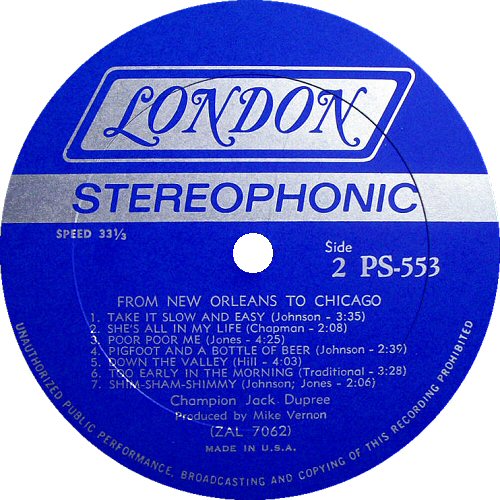 LONDON
STEREOPHONIC
SPEED 33⅓
Side
2 PS-553
FROM NEW ORLEANS TO CHICAGO
1. TAKE IT SLOW AND EASY (Johnson - 3:35)
2. SHE'S ALL IN MY LIFE (Chapman - 2:08)
3. POOR POOR ME (Jones - 4:25)
4. PIGFOOT AND A BOTTLE OF BEER (Johnson - 2:39)
5. DOWN THE VALLEY (Hill - 4:03)
6. TOO EARLY IN THE MORNING (Traditional - 3:28)
7. SHIM-SHAM-SHIMMY (Johnson; Jones - 2:06)
Champion Jack Dupree
Produced by Mike Vernon
(ZAL 7062)
MADE IN U.S.A.
UNAUTHORIZED PUBLIC PERFORMANCE, BROADCASTING AND COPYING OF THIS RECORDING PROHIBITED